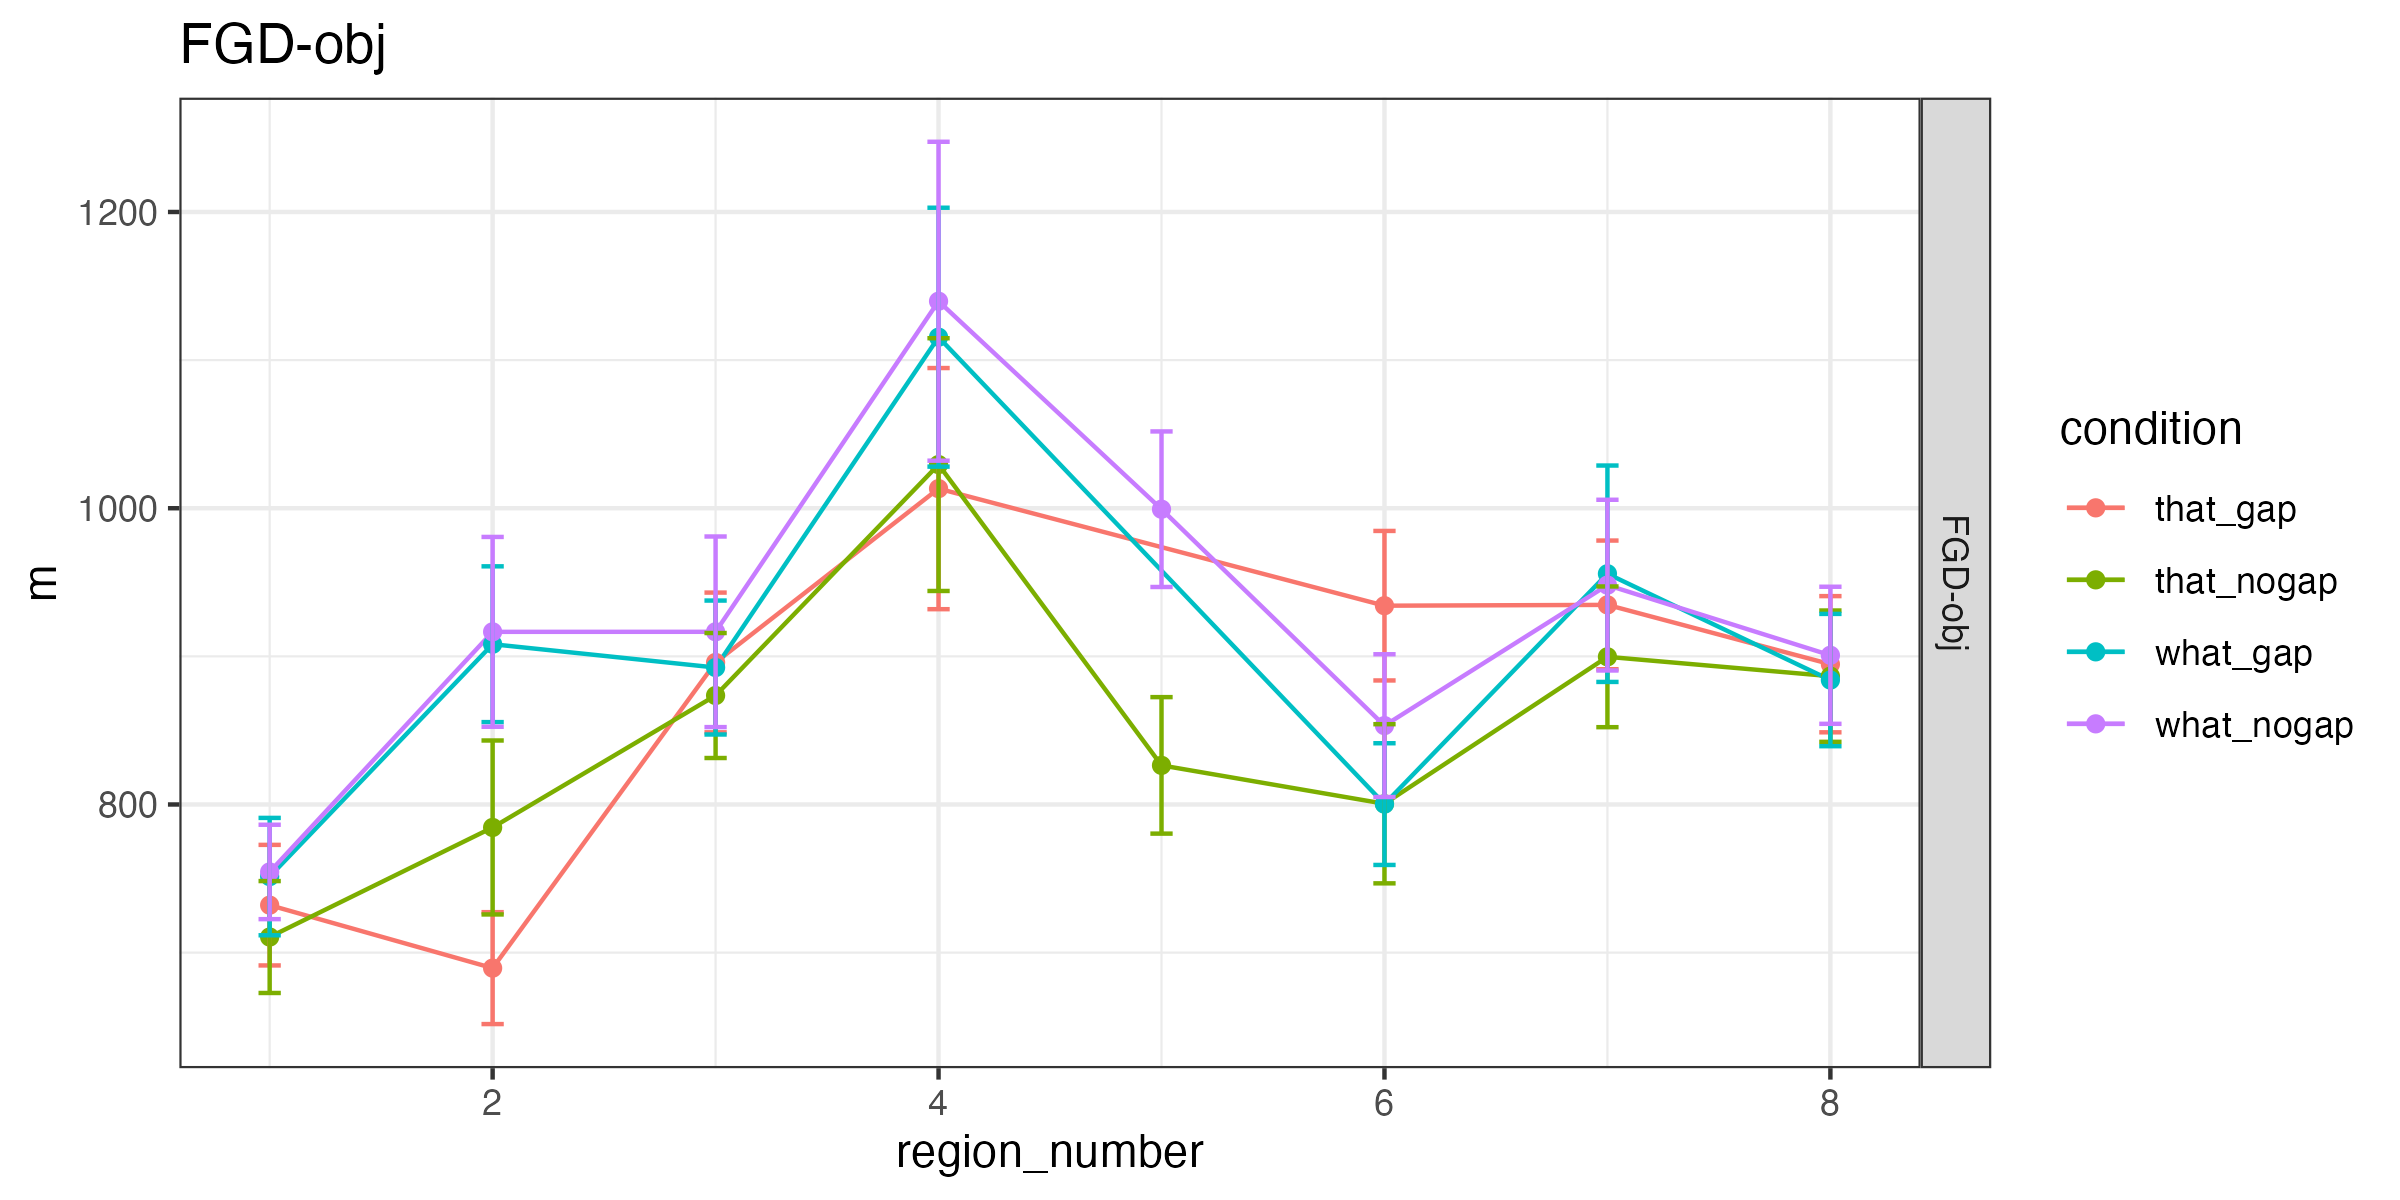 FGD-obj
1200
1000
800
m
2
4
6
8
region_number
FGD-obj
condition
that_gap
that_nogap
what_gap
what_nogap